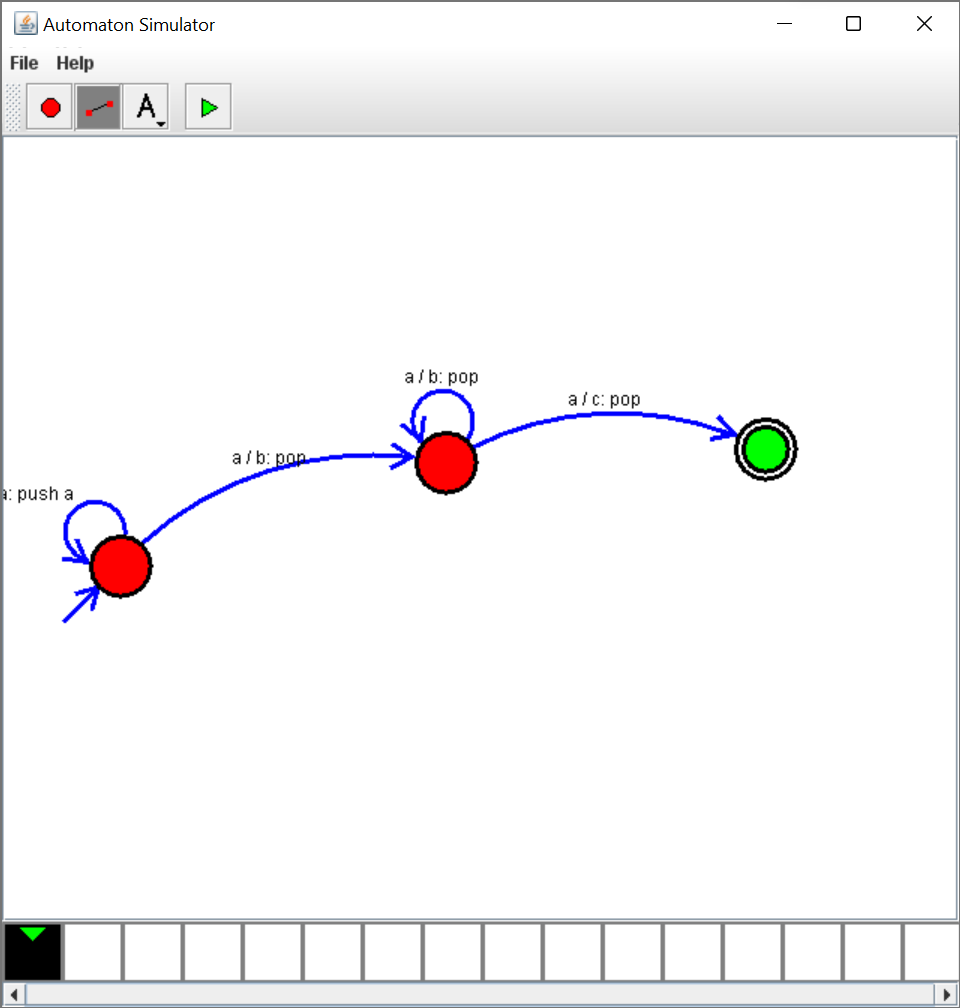 Automaton Simulator
File Help
A
a / b: pop
a / c: pop
a / b: pop
a: push a